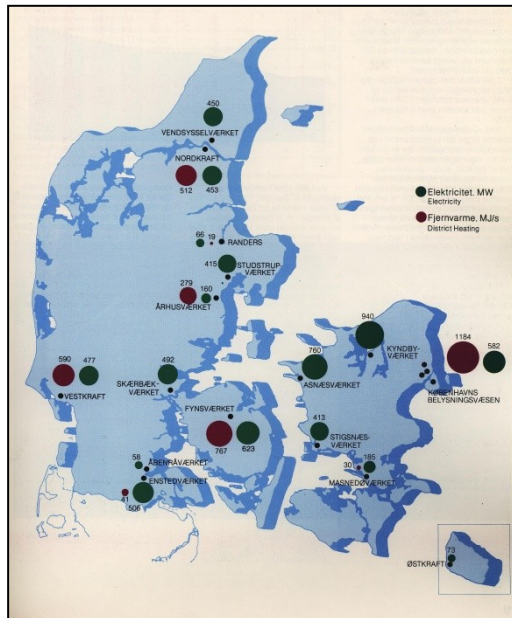 450
VENDSYSSELVÆRKET
NORDKRAFT
512
453
Elektricitet. MW
Electricity
Fjernvarme. MJ/s
District Heating
66
19
RANDERS
415
STUDSTRUP-
VÆRKET
279
160
ÅRHUSVÆRKET
940
1184
582
KYNDBY-
VÆRKET
760
ASNÆSVÆRKET
KØBENHAVNS
BELYSNINGSVÆSEN
590
477
VESTKRAFT
492
SKÆRBÆK-
VÆRKET
FYNSVÆRKET
767
623
413
STIGSNÆS-
VÆRKET
30
185
MASNEDØVÆRKET
58
ÅBENRÅVÆRKET
ENSTEDVÆRKET
41
506
73
ØSTKRAFT